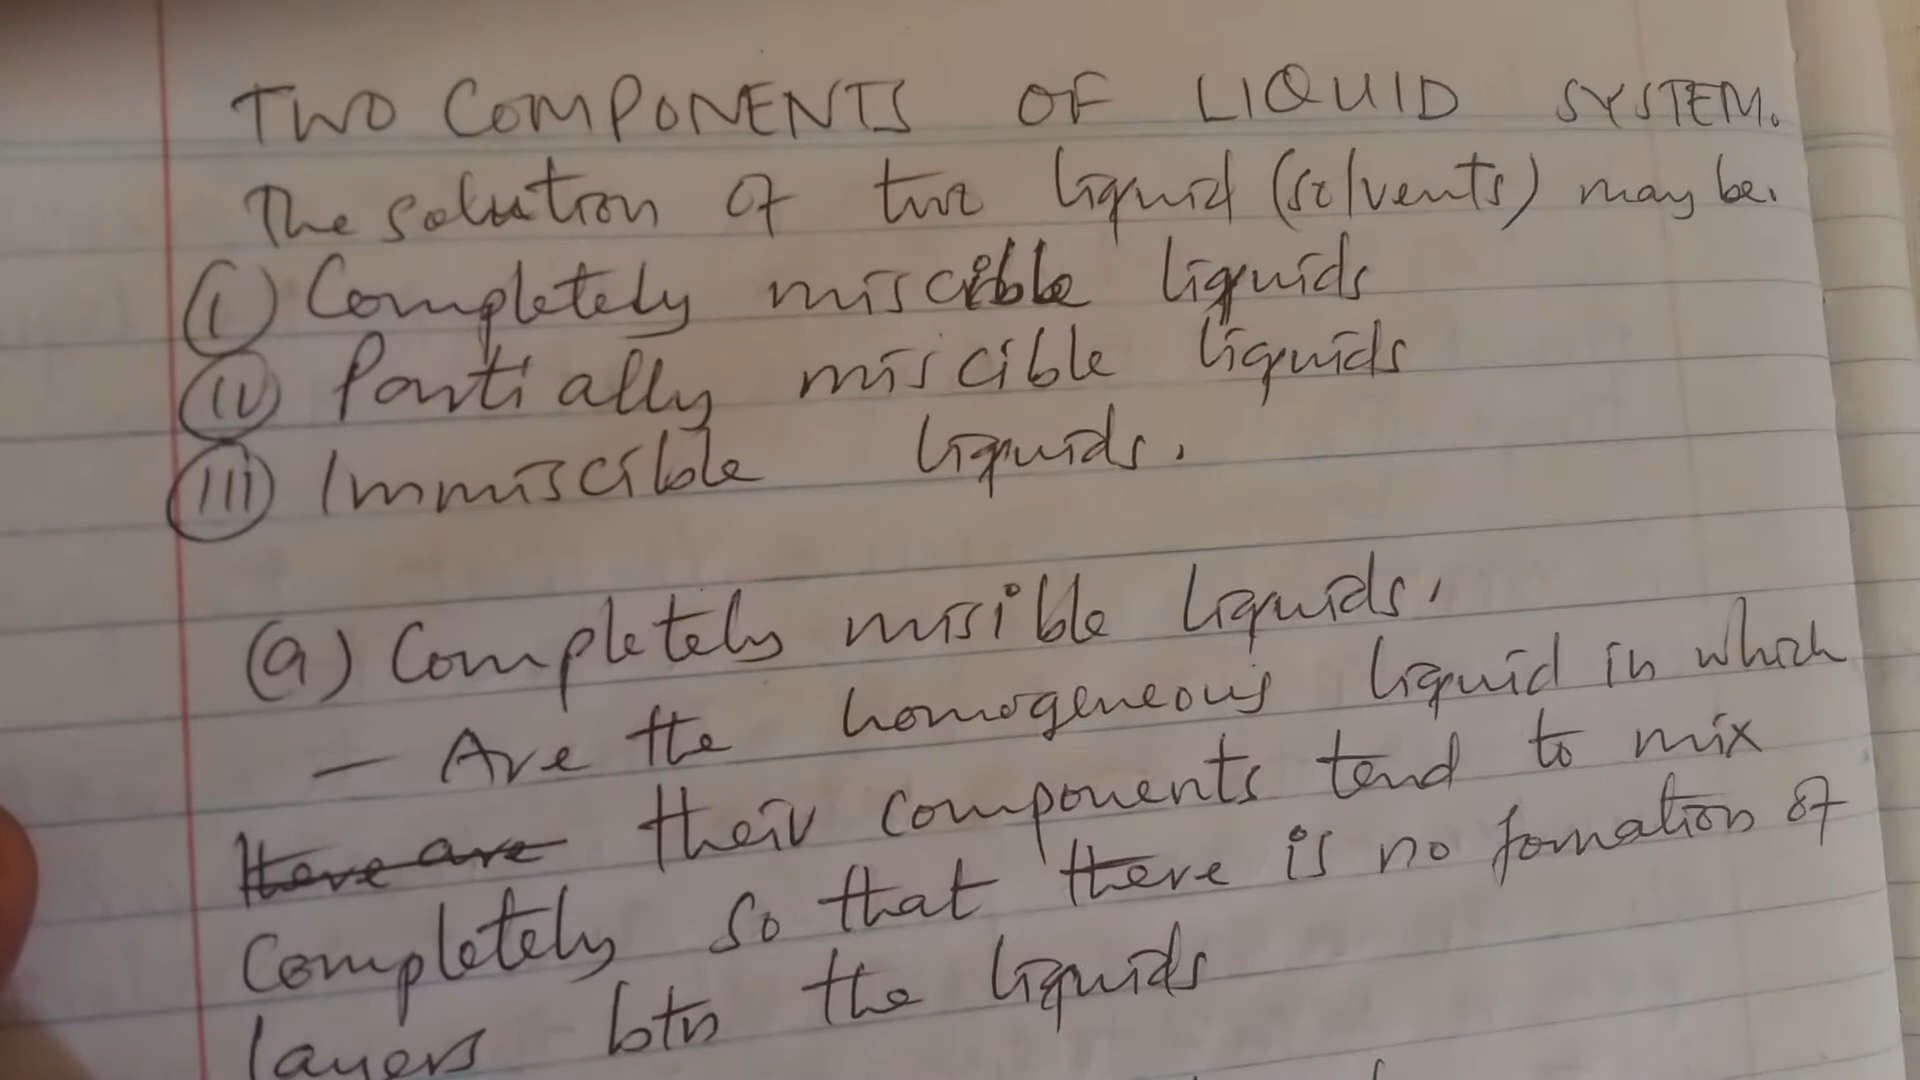 TWO COMPONENTS OF LIQUID SYSTEM.
The solution of two liquid (solvents) may be.
(i) Completely miscible liquids
(ii) Partially miscible liquids
(iii) Immiscible liquids.
(a) Completely misible liquids.
- Are the homogeneous liquid in which
their components tend to mix
Completely so that there is no formation of
layers btn the liquids